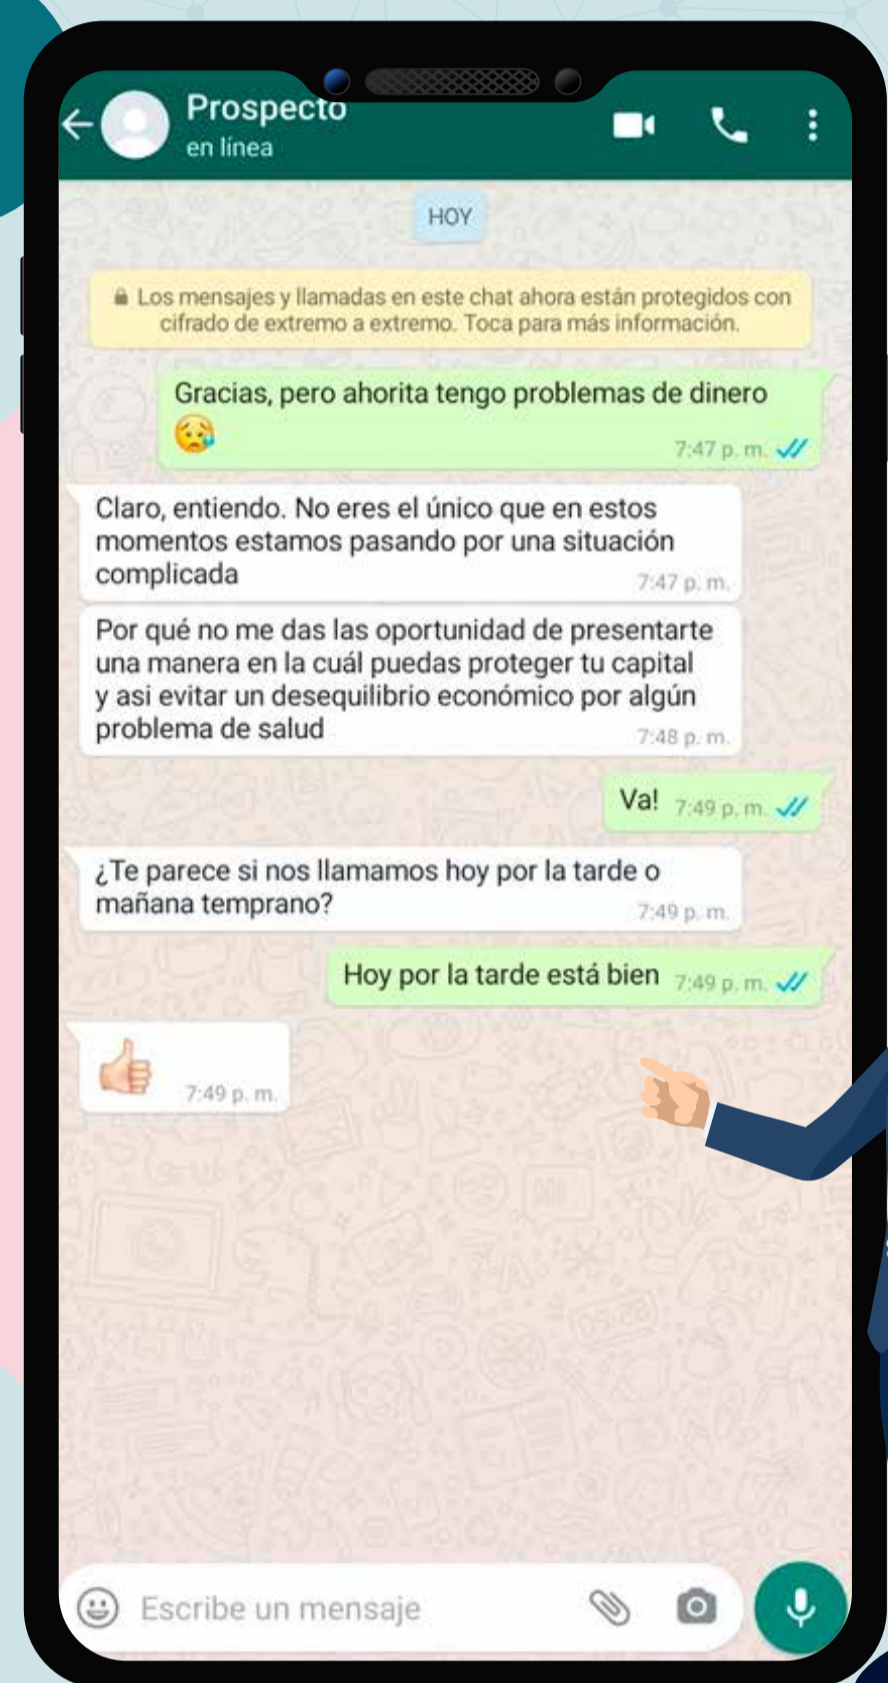 Prospecto
en línea
HOY
Los mensajes y llamadas en este chat ahora están protegidos con
cifrado de extremo a extremo. Toca para más información.
Gracias, pero ahorita tengo problemas de dinero
😥
7:47 p. m.
Claro, entiendo. No eres el único que en estos
momentos estamos pasando por una situación
complicada
7:47 p. m.
Por qué no me das las oportunidad de presentarte
una manera en la cuál puedas proteger tu capital
y asi evitar un desequilibrio económico por algún
problema de salud
7:48 p. m.
Va! 7:49 p. m.
¿Te parece si nos llamamos hoy por la tarde o
mañana temprano?
7:49 p. m.
Hoy por la tarde está bien 7:49 p. m.
👍🏻 7:49 p. m.
Escribe un mensaje